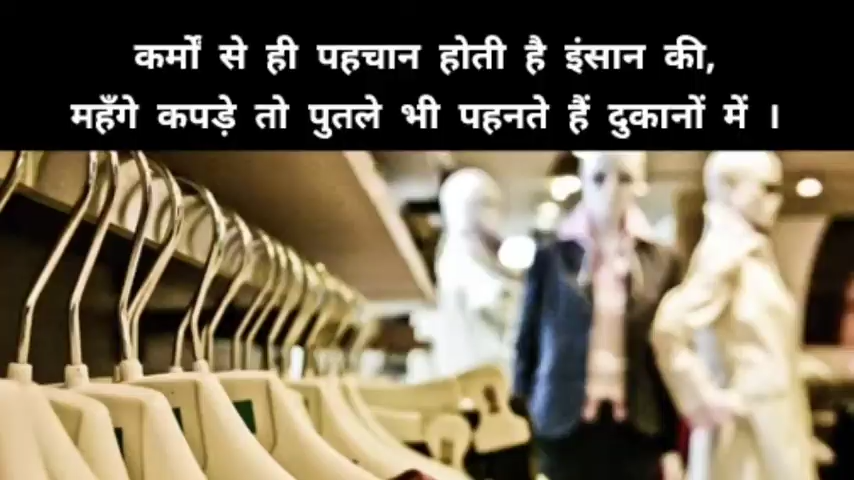 कर्मों से ही पहचान होती है इंसान की,
महँगे कपड़े तो पुतले भी पहनते हैं दुकानों में ।